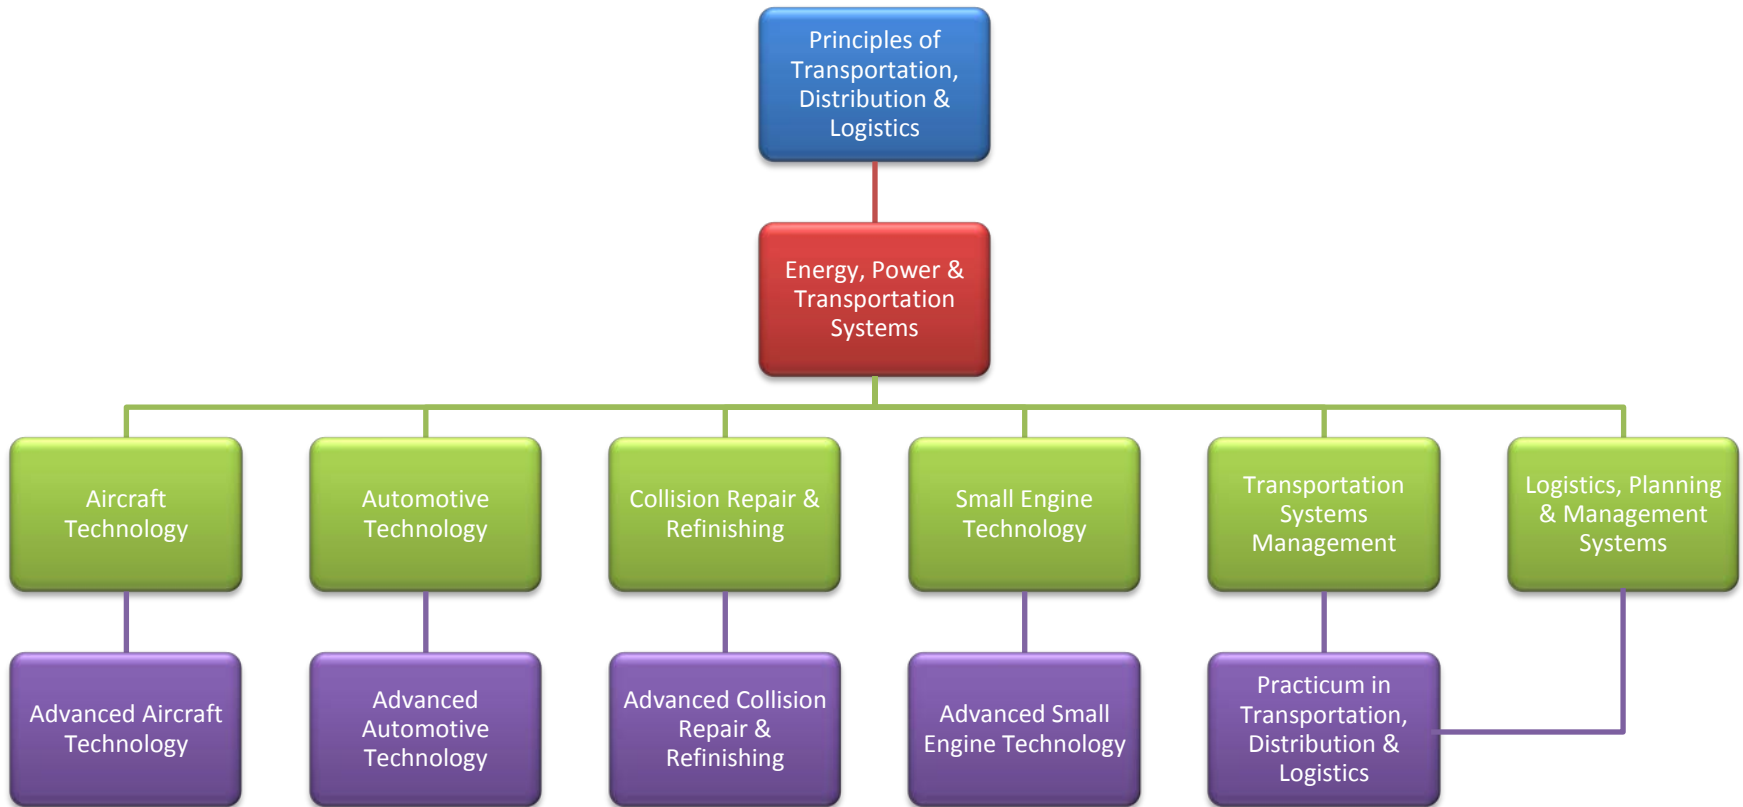 Principles of
Transportation,
Distribution &
Logistics
Energy, Power &
Transportation
Systems
Aircraft
Technology
Automotive
Technology
Collision Repair &
Refinishing
Small Engine
Technology
Transportation
Systems
Management
Logistics, Planning
& Management
Systems
Advanced Aircraft
Technology
Advanced
Automotive
Technology
Advanced Collision
Repair &
Refinishing
Advanced Small
Engine Technology
Practicum in
Transportation,
Distribution &
Logistics